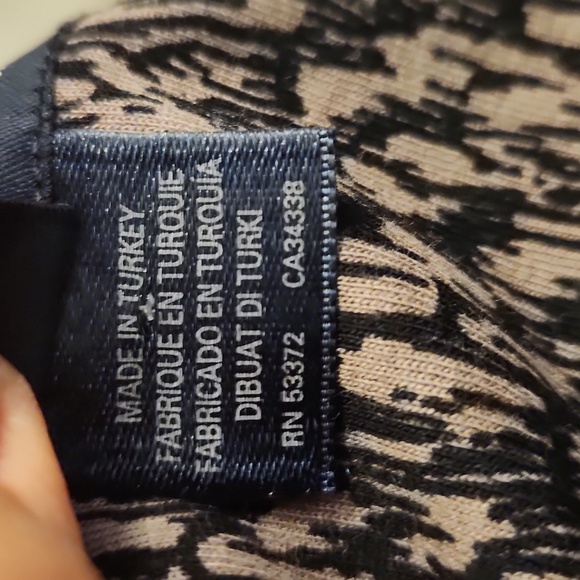 MADE IN TURKEY
FABRIQUE EN TURQUIE
FABRICADO EN TURQUIA
DIBUAT DI TURKI
RN 53372 CA34338